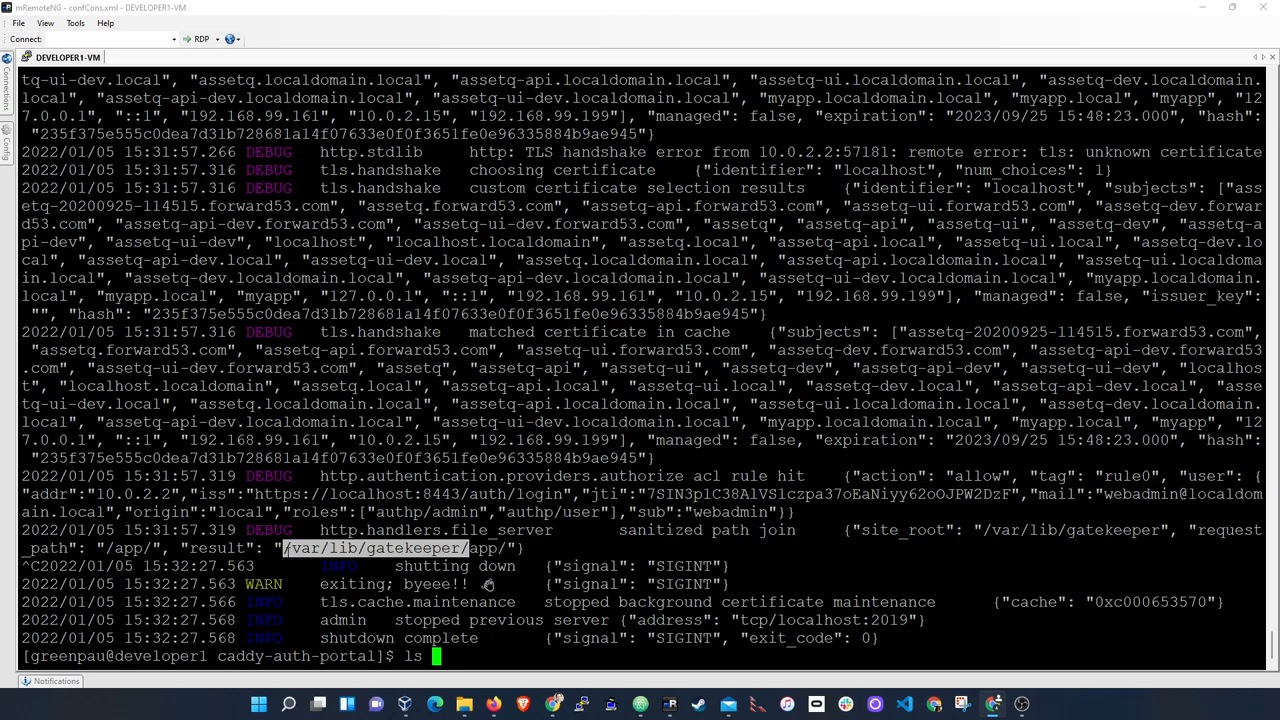 mRemoteNG - confCons.xml - DEVELOPER1-VM
File View Tools Help
Connect: RDP
DEVELOPER1-VM
Connections
Config
tq-ui-dev.local", "assetq.localdomain.local", "assetq-api.localdomain.local", "assetq-ui.localdomain.local", "assetq-dev.localdomain.
local", "assetq-api-dev.localdomain.local", "assetq-ui-dev.localdomain.local", "myapp.localdomain.local", "myapp.local", "myapp", "12
7.0.0.1", "::1", "192.168.99.161", "10.0.2.15", "192.168.99.199"], "managed": false, "expiration": "2023/09/25 15:48:23.000", "hash":
"235f375e555c0dea7d31b728681a14f07633e0f0f3651fe0e96335884b9ae945"}
2022/01/05 15:31:57.266 DEBUG http.stdlib http: TLS handshake error from 10.0.2.2:57181: remote error: tls: unknown certificate
2022/01/05 15:31:57.316 DEBUG tls.handshake choosing certificate {"identifier": "localhost", "num_choices": 1}
2022/01/05 15:31:57.316 DEBUG tls.handshake custom certificate selection results {"identifier": "localhost", "subjects": ["ass
etq-20200925-114515.forward53.com", "assetq.forward53.com", "assetq-api.forward53.com", "assetq-ui.forward53.com", "assetq-dev.forwar
d53.com", "assetq-api-dev.forward53.com", "assetq-ui-dev.forward53.com", "assetq", "assetq-api", "assetq-ui", "assetq-dev", "assetq-a
pi-dev", "assetq-ui-dev", "localhost", "localhost.localdomain", "assetq.local", "assetq-api.local", "assetq-ui.local", "assetq-dev.lo
cal", "assetq-api-dev.local", "assetq-ui-dev.local", "assetq.localdomain.local", "assetq-api.localdomain.local", "assetq-ui.localdoma
in.local", "assetq-dev.localdomain.local", "assetq-api-dev.localdomain.local", "assetq-ui-dev.localdomain.local", "myapp.localdomain.
local", "myapp.local", "myapp", "127.0.0.1", "::1", "192.168.99.161", "10.0.2.15", "192.168.99.199"], "managed": false, "issuer_key":
"", "hash": "235f375e555c0dea7d31b728681a14f07633e0f0f3651fe0e96335884b9ae945"}
2022/01/05 15:31:57.316 DEBUG tls.handshake matched certificate in cache {"subjects": ["assetq-20200925-114515.forward53.com",
"assetq.forward53.com", "assetq-api.forward53.com", "assetq-ui.forward53.com", "assetq-dev.forward53.com", "assetq-api-dev.forward53
.com", "assetq-ui-dev.forward53.com", "assetq", "assetq-api", "assetq-ui", "assetq-dev", "assetq-api-dev", "assetq-ui-dev", "localhos
t", "localhost.localdomain", "assetq.local", "assetq-api.local", "assetq-ui.local", "assetq-dev.local", "assetq-api-dev.local", "asse
tq-ui-dev.local", "assetq.localdomain.local", "assetq-api.localdomain.local", "assetq-ui.localdomain.local", "assetq-dev.localdomain.
local", "assetq-api-dev.localdomain.local", "assetq-ui-dev.localdomain.local", "myapp.localdomain.local", "myapp.local", "myapp", "12
7.0.0.1", "::1", "192.168.99.161", "10.0.2.15", "192.168.99.199"], "managed": false, "expiration": "2023/09/25 15:48:23.000", "hash":
"235f375e555c0dea7d31b728681a14f07633e0f0f3651fe0e96335884b9ae945"}
2022/01/05 15:31:57.319 DEBUG http.authentication.providers.authorize acl rule hit {"action": "allow", "tag": "rule0", "user": {
"addr":"10.0.2.2","iss":"https://localhost:8443/auth/login","jti":"7SIN3p1C38AlVS1czpa37oEaNiyy62oOJPW2DzF","mail":"webadmin@localdom
ain","origin":"local","roles":["authp/admin","authp/user"],"sub":"webadmin"}}
2022/01/05 15:31:57.319 DEBUG http.handlers.file_server sanitized path join {"site_root": "/var/lib/gatekeeper", "request
_path": "/app/", "result": "/var/lib/gatekeeper/app/"}
^C2022/01/05 15:32:27.563 INFO shutting down {"signal": "SIGINT"}
2022/01/05 15:32:27.563 WARN exiting; byeee!! {"signal": "SIGINT"}
2022/01/05 15:32:27.566 INFO tls.cache.maintenance stopped background certificate maintenance {"cache": "0xc000653570"}
2022/01/05 15:32:27.568 INFO admin stopped previous server {"address": "tcp/localhost:2019"}
2022/01/05 15:32:27.568 INFO shutdown complete {"signal": "SIGINT", "exit_code": 0}
[greenpau@developer1 caddy-auth-portal]$ ls
Notifications